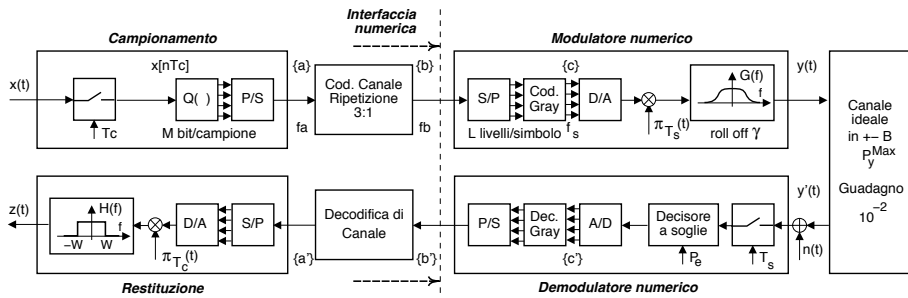 Interfaccia
numerica
Campionamento
Modulatore numerico
x(t)
x[nTc]
Tc
Q( )
P/S
M bit/campione
{a}
fa
Cod. Canale
Ripetizione
3:1
{b}
fb
S/P
Cod.
Gray
{c}
D/A
L livelli/simbolo
f s
π T s (t)
G(f)
f
roll off γ
y(t)
Canale
ideale
in +− B
P y Max
Guadagno
10 −2
z(t)
H(f)
f
−W W
π T c (t)
D/A
S/P
{a'}
Decodifica di
Canale
{b'}
P/S
Dec.
Gray
{c'}
A/D
Decisore
a soglie
P e
T s
y'(t)
n(t)
Restituzione
Demodulatore numerico